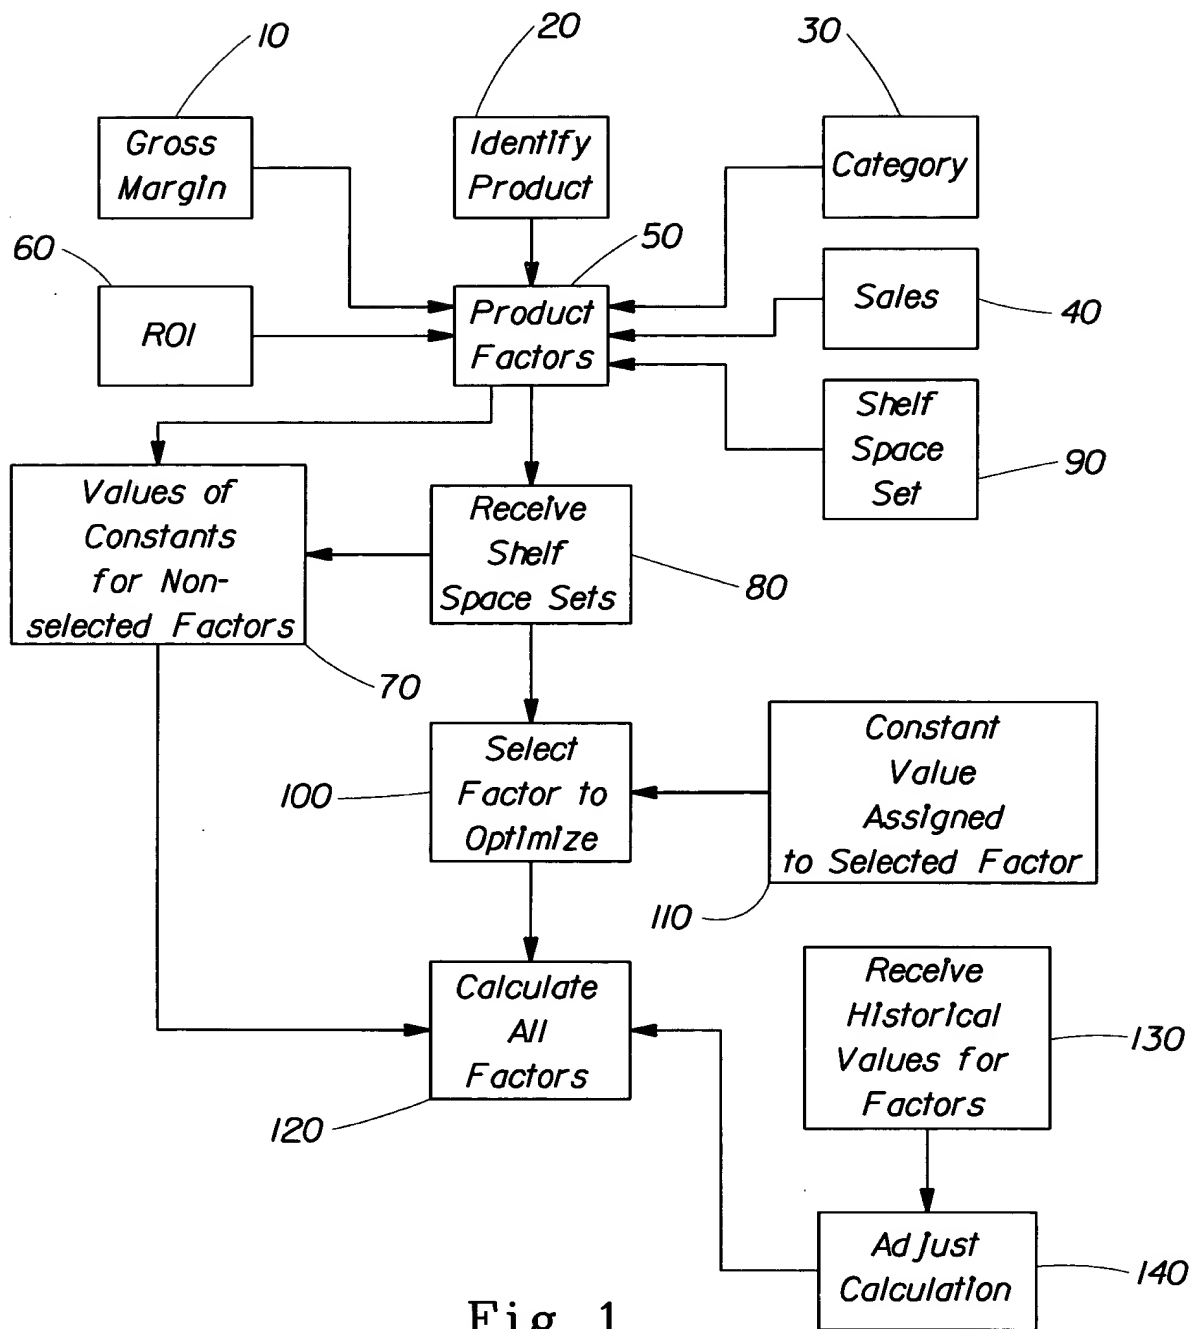 10
20
30
Gross
Margin
Identify
Product
Category
60
50
ROI
Product
Factors
Sales
40
Shelf
Space
Set
90
Values of
Constants
for Non-
selected Factors
70
Receive
Shelf
Space Sets
80
Select
Factor to
Optimize
100
Constant
Value
Assigned
to Selected Factor
110
Calculate
All
Factors
120
Receive
Historical
Values for
Factors
130
Adjust
Calculation
140
Fig. 1